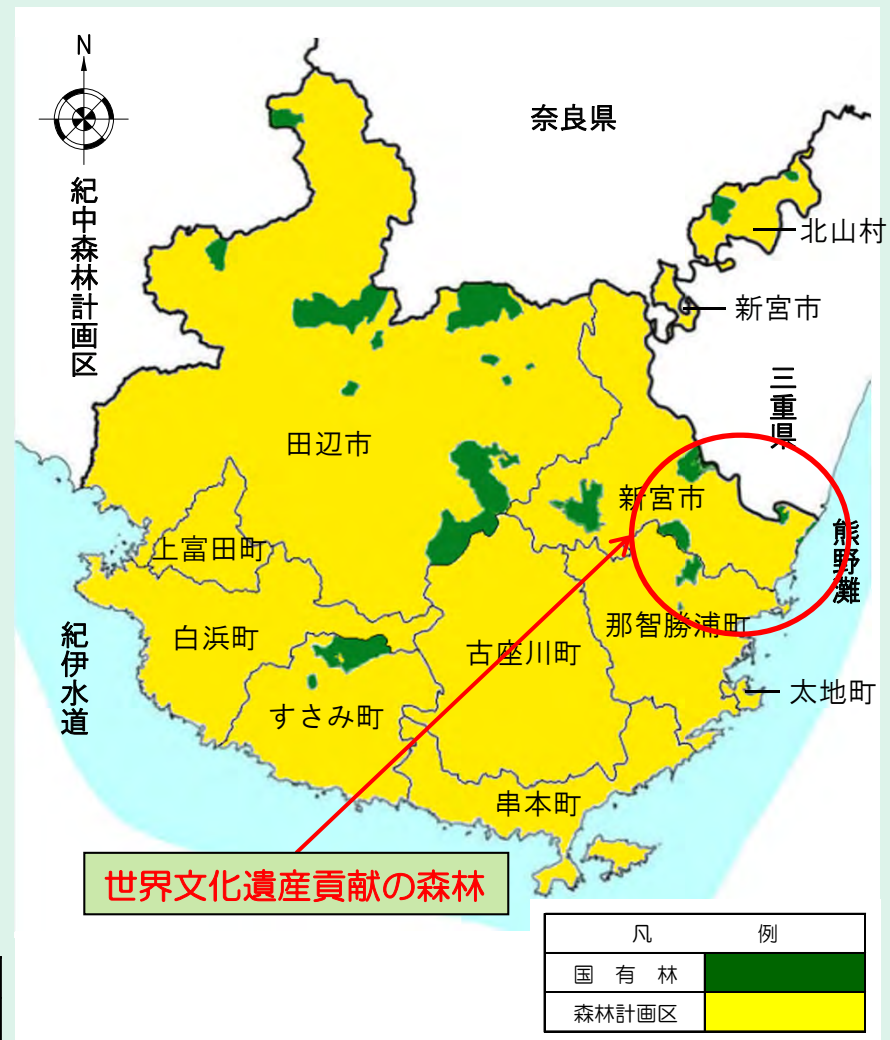 N
奈良県
紀中森林計画区
北山村
新宮市
三重県
田辺市
新宮市
熊野灘
上富田町
那智勝浦町
白浜町
古座川町
紀伊水道
太地町
すさみ町
串本町
世界文化遺産貢献の森林
凡 例
国 有 林
森林計画区